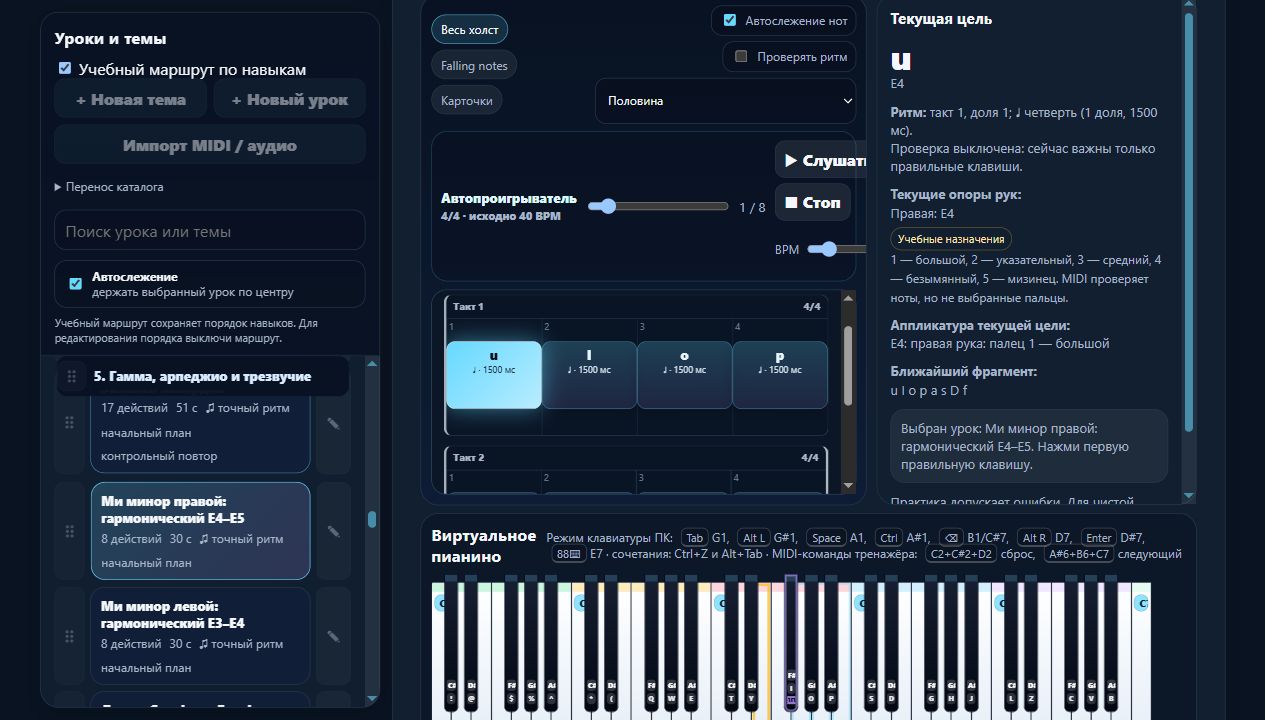 Уроки и темы
Учебный маршрут по навыкам
+ Новая тема
+ Новый урок
Импорт MIDI / аудио
Перенос каталога
Поиск урока или темы
Автослежение
держать выбранный урок по центру
Учебный маршрут сохраняет порядок навыков. Для
редактирования порядка выключи маршрут.
5. Гамма, арпеджио и трезвучие
17 действий 51 с ♫ точный ритм
начальный план
контрольный повтор
Ми минор правой:
гармонический E4–E5
8 действий 30 с ♫ точный ритм
начальный план
Ми минор левой:
гармонический E3–E4
8 действий 30 с ♫ точный ритм
начальный план
Весь холст
Falling notes
Карточки
Автослежение нот
Проверять ритм
Половина
Автопроигрыватель
4/4 · исходно 40 BPM
1 / 8
▶ Слушать
■ Стоп
BPM
Такт 1
4/4
1 2 3 4
u I o p
♩ · 1500 мс ♩ · 1500 мс ♩ · 1500 мс ♩ · 1500 мс
Такт 2
4/4
1 2 3 4
Текущая цель
u
E4
Ритм: такт 1, доля 1; ♩ четверть (1 доля, 1500
мс).
Проверка выключена: сейчас важны только
правильные клавиши.
Текущие опоры рук:
Правая: E4
Учебные назначения
1 — большой, 2 — указательный, 3 — средний, 4
— безымянный, 5 — мизинец. MIDI проверяет
ноты, но не выбранные пальцы.
Аппликатура текущей цели:
E4: правая рука: палец 1 — большой
Ближайший фрагмент:
u I o p a s D f
Выбран урок: Ми минор правой:
гармонический E4–E5. Нажми первую
правильную клавишу.
Практика допускает ошибки. Для чистой
Виртуальное
пианино
Режим клавиатуры ПК: Tab G1, Alt L G#1, Space A1, Ctrl A#1, ⌫ B1/C#7, Alt R D7, Enter D#7,
88⌨ E7 · сочетания: Ctrl+Z и Alt+Tab · MIDI-команды тренажёра: C2+C#2+D2 сброс, A#6+B6+C7 следующий
! @ $ % ^ * ( Q W E T Y I O P S D G H J L Z C V B